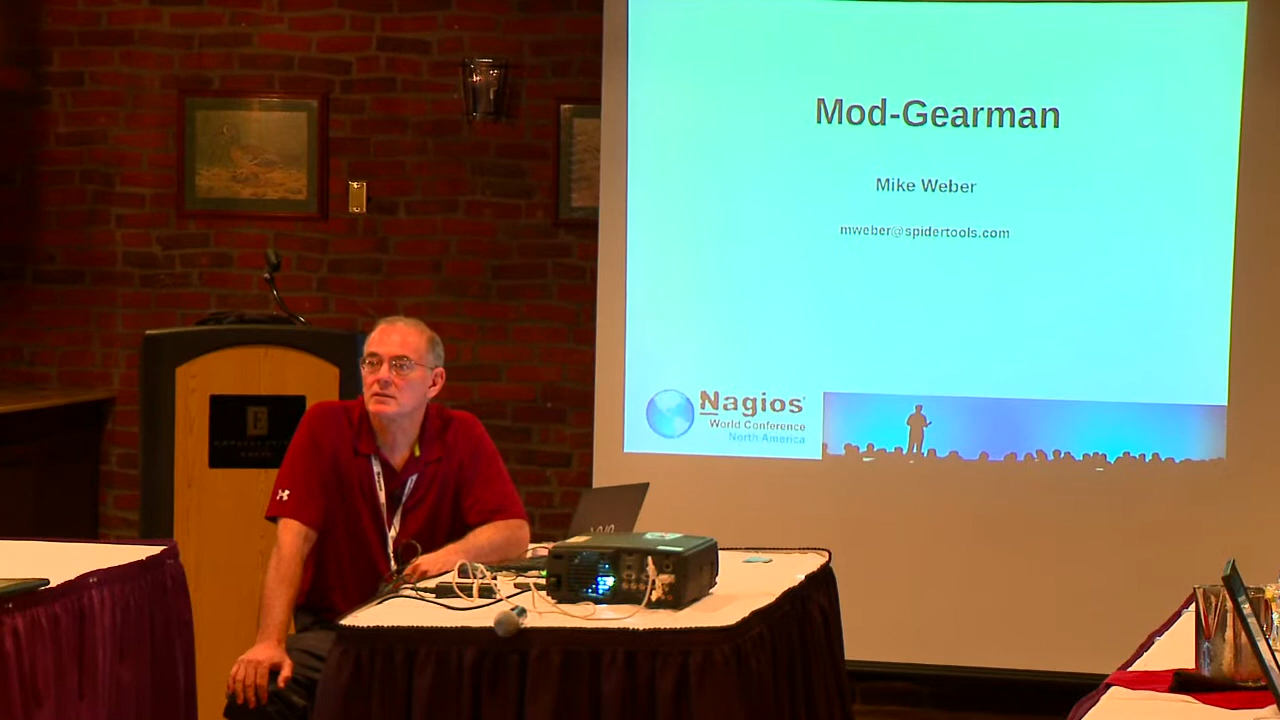 Mod-Gearman
Mike Weber
mweber@spidertools.com
Nagios
World Conference
North America
E